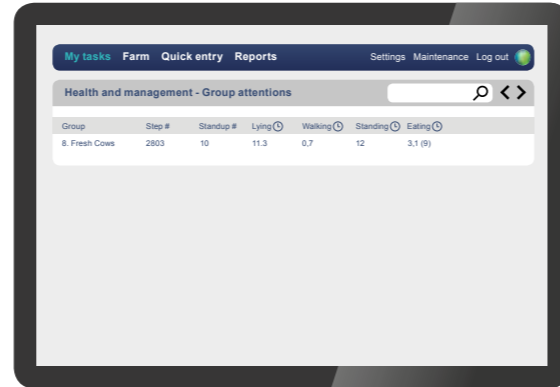 My tasks Farm Quick entry Reports Settings Maintenance Log out
Health and management - Group attentions
Group Step # Standup # Lying Walking Standing Eating
8. Fresh Cows 2803 10 11.3 0,7 12 3,1 (9)